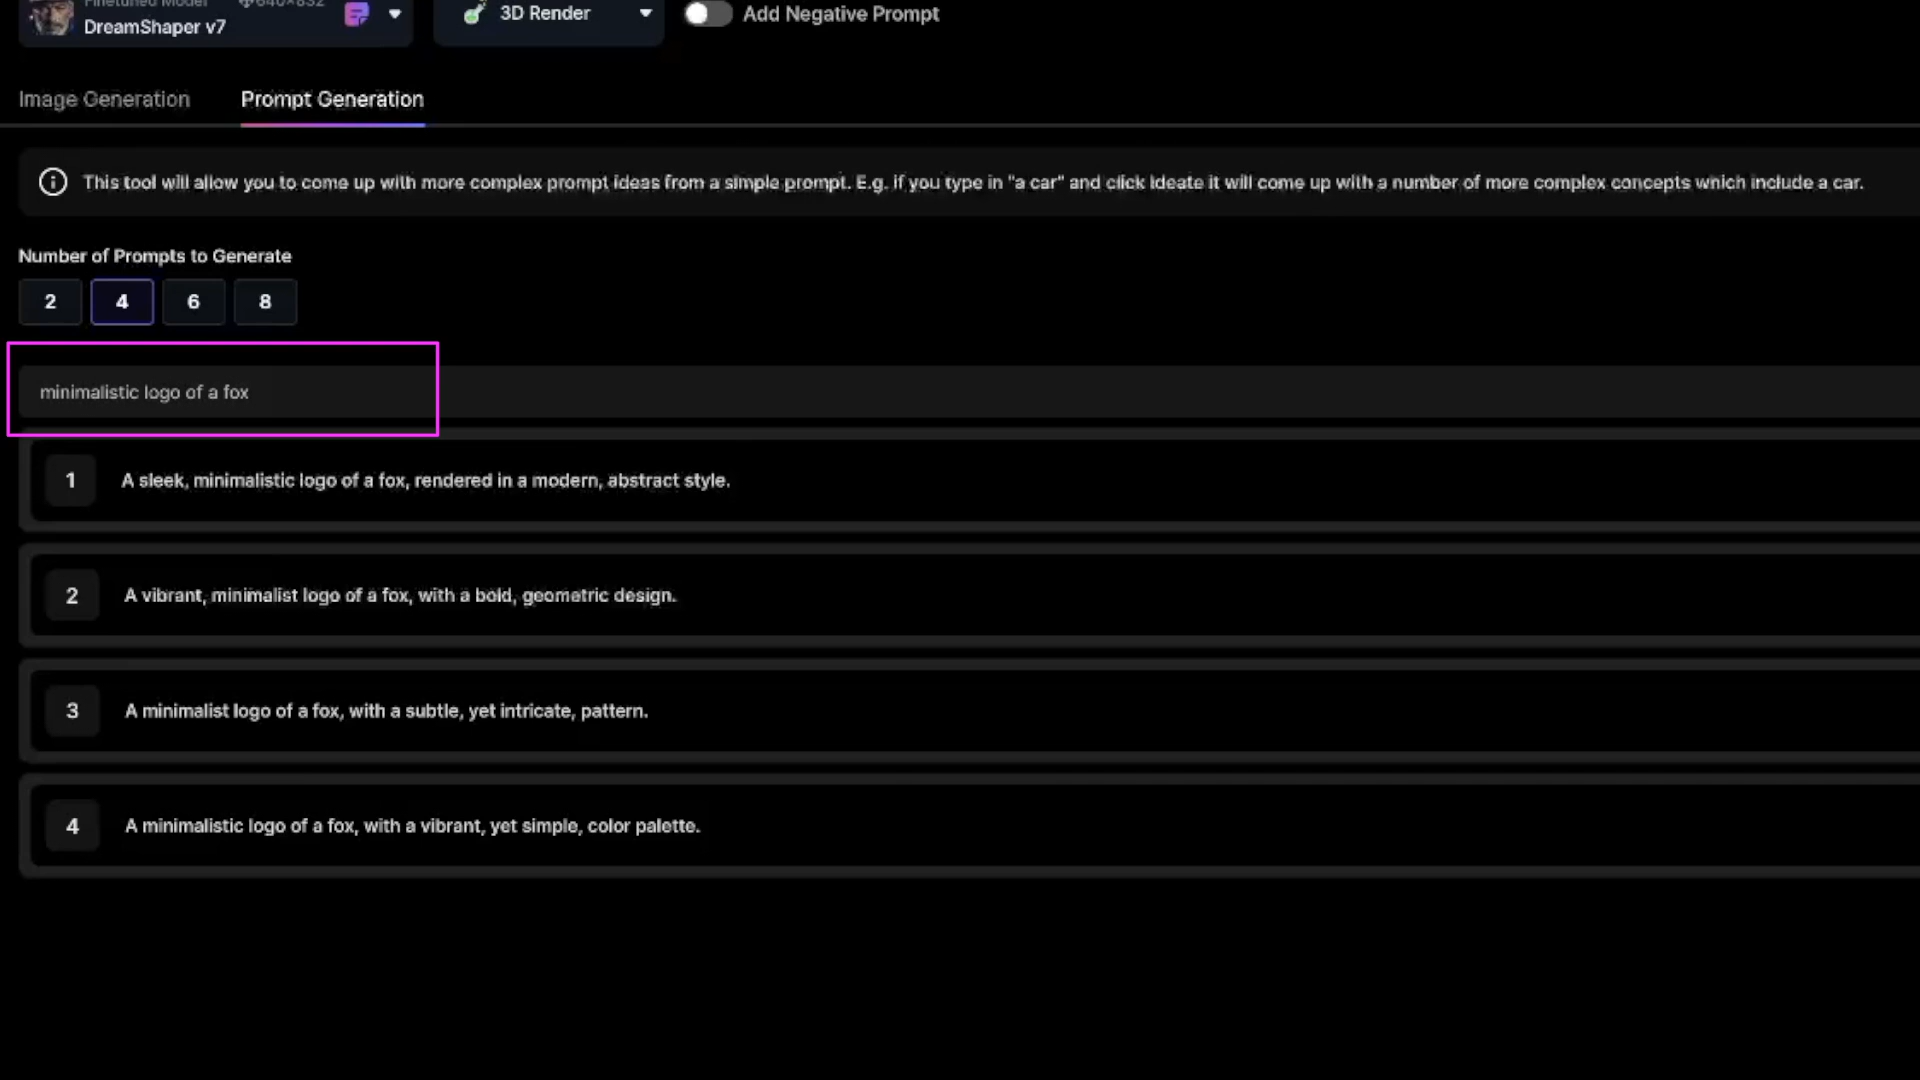 Finetuned Model 640×832
DreamShaper v7
3D Render
Add Negative Prompt
Image Generation
Prompt Generation
This tool will allow you to come up with more complex prompt ideas from a simple prompt. E.g. if you type in "a car" and click Ideate it will come up with a number of more complex concepts which include a car.
Number of Prompts to Generate
2 4 6 8
minimalistic logo of a fox
1 A sleek, minimalistic logo of a fox, rendered in a modern, abstract style.
2 A vibrant, minimalist logo of a fox, with a bold, geometric design.
3 A minimalist logo of a fox, with a subtle, yet intricate, pattern.
4 A minimalistic logo of a fox, with a vibrant, yet simple, color palette.